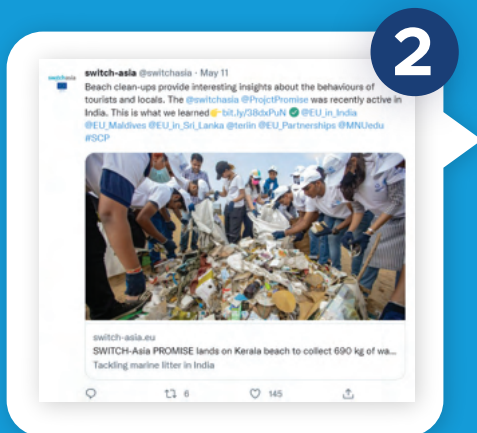 2
switchasia
switch-asia @switchasia · May 11
Beach clean-ups provide interesting insights about the behaviours of
tourists and locals. The @switchasia @ProjctPromise was recently active in
India. This is what we learned👉bit.ly/38dxPuN ✅ @EU_in_India
@EU_Maldives @EU_in_Sri_Lanka @teriin @EU_Partnerships @MNUedu
#SCP
switch-asia.eu
SWITCH-Asia PROMISE lands on Kerala beach to collect 690 kg of wa...
Tackling marine litter in India
6
145